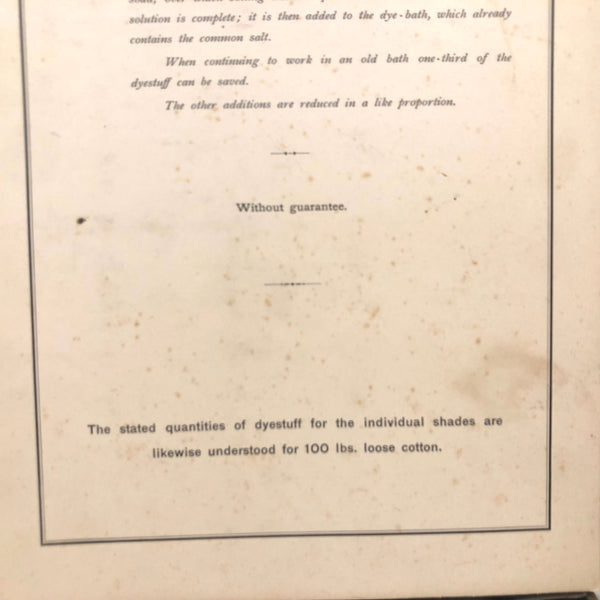 solution is complete; it is then added to the dye-bath, which already
contains the common salt.
When continuing to work in an old bath one-third of the
dyestuff can be saved.
The other additions are reduced in a like proportion.
Without guarantee.
The stated quantities of dyestuff for the individual shades are
likewise understood for 100 lbs. loose cotton.